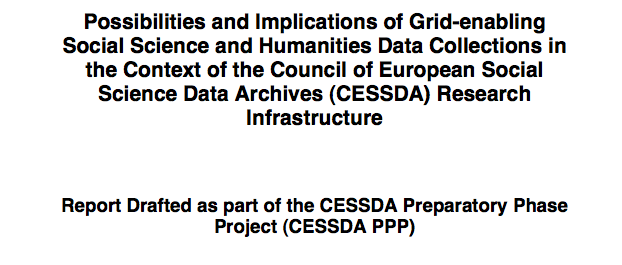 Possibilities and Implications of Grid-enabling
Social Science and Humanities Data Collections in
the Context of the Council of European Social
Science Data Archives (CESSDA) Research
Infrastructure
Report Drafted as part of the CESSDA Preparatory Phase
Project (CESSDA PPP)